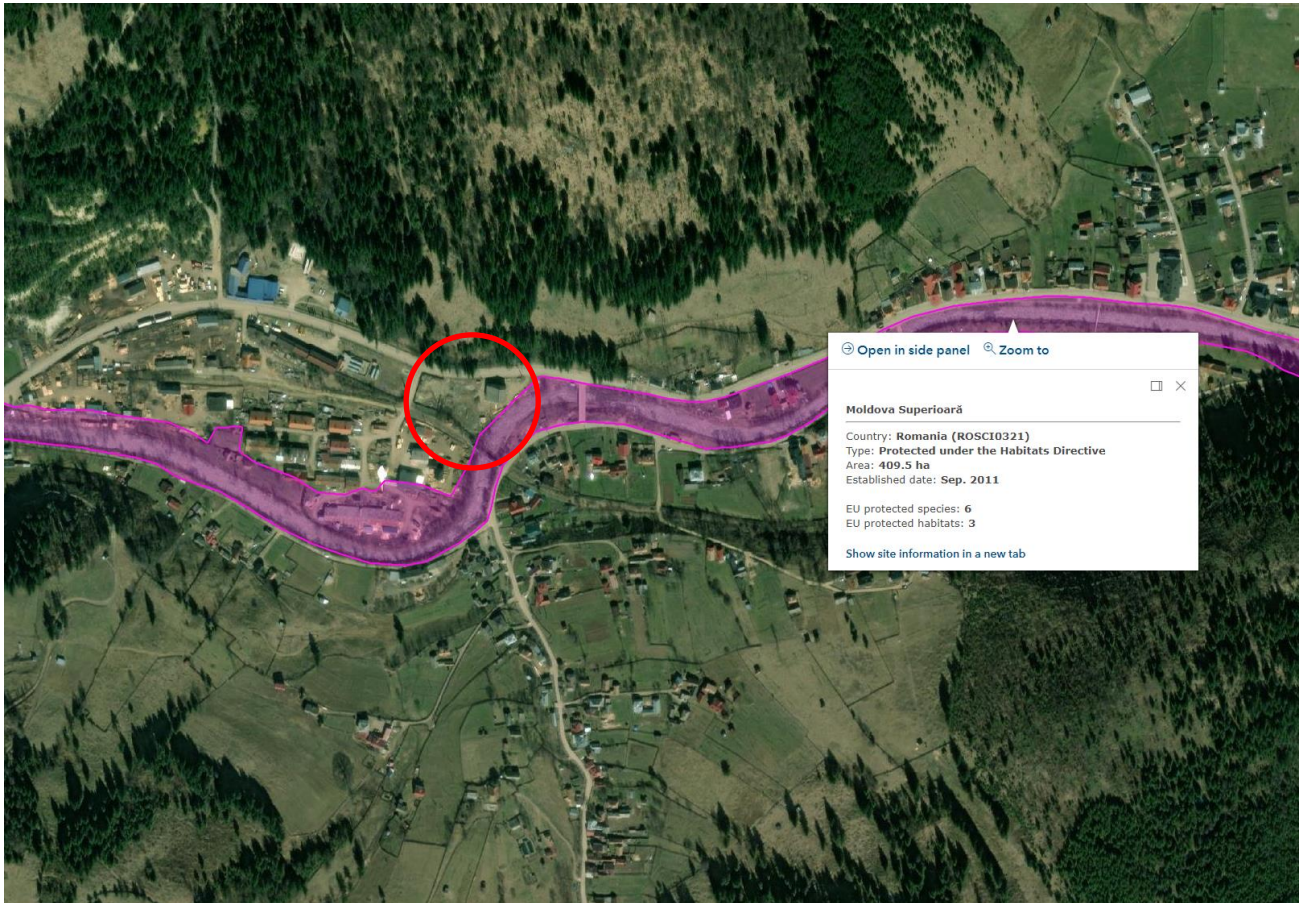 Open in side panel Zoom to
Moldova Superioară
Country: Romania (ROSCI0321)
Type: Protected under the Habitats Directive
Area: 409.5 ha
Established date: Sep. 2011
EU protected species: 6
EU protected habitats: 3
Show site information in a new tab